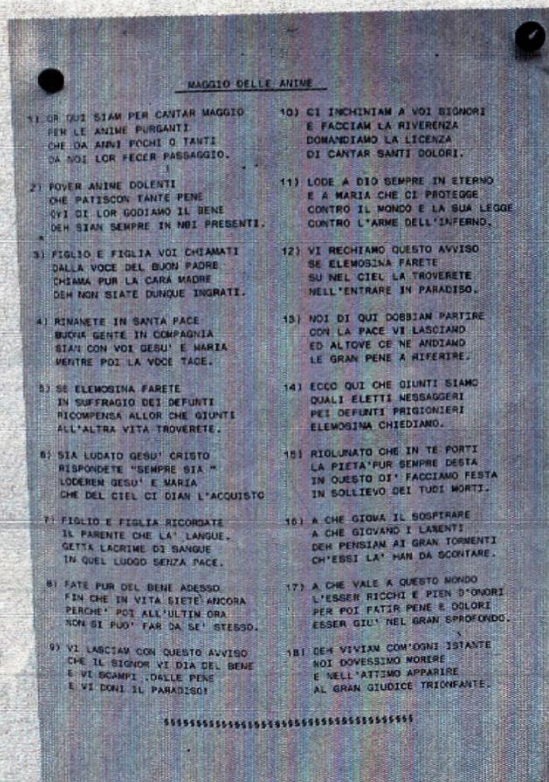 MAGGIO DELLE ANIME
1) OR QUI SIAM PER CANTAR MAGGIO
PER LE ANIME PURGANTI
CHE DA ANNI POCHI O TANTI
DA NOI LOR FECER PASSAGGIO.
2) POVER ANIME DOLENTI
CHE PATISCON TANTE PENE
OVI DI LOR GODIAMO IL BENE
DEH SIAN SEMPRE IN NOI PRESENTI.
3) FIGLIO E FIGLIA VOI CHIAMATI
DALLA VOCE DEL BUON PADRE
CHIAMA PUR LA CARA MADRE
DEH NON SIATE DUNQUE INGRATI.
4) RIMANETE IN SANTA PACE
BUONA GENTE IN COMPAGNIA
SIAN CON VOI GESU' E MARIA
MENTRE POI LA VOCE TACE.
5) SE ELEMOSINA FARETE
IN SUFFRAGIO DEI DEFUNTI
RICOMPENSA ALLOR CHE GIUNTI
ALL'ALTRA VITA TROVERETE.
6) SIA LUDATO GESU' CRISTO
RISPONDETE "SEMPRE SIA "
LODEREM GESU' E MARIA
CHE DEL CIEL CI DIAN L'ACQUISTO
7) FIGLIO E FIGLIA RICORDATE
IL PARENTE CHE LA' LANGUE.
GETTA LACRIME DI SANGUE
IN QUEL LUOGO SENZA PACE.
8) FATE PUR DEL BENE ADESSO
FIN CHE IN VITA SIETE ANCORA
PERCHE' POI ALL'ULTIM ORA
NON SI PUO' FAR DA SE' STESSO.
9) VI LASCIAM CON QUESTO AVVISO
CHE IL SIGNOR VI DIA DEL BENE
E VI SCAMPI .DALLE PENE
E VI DONI IL PARADISO!
10) CI INCHINIAM A VOI SIGNORI
E FACCIAM LA RIVERENZA
DOMANDIAMO LA LICENZA
DI CANTAR SANTI DOLORI.
11) LODE A DIO SEMPRE IN ETERNO
E A MARIA CHE CI PROTEGGE
CONTRO IL MONDO E LA SUA LEGGE
CONTRO L'ARME DELL'INFERNO.
12) VI RECHIAMO QUESTO AVVISO
SE ELEMOSINA FARETE
SU NEL CIEL LA TROVERETE
NELL'ENTRARE IN PARADISO.
13) NOI DI QUI DOBBIAM PARTIRE
CON LA PACE VI LASCIAMO
ED ALTOVE CE NE ANDIAMO
LE GRAN PENE A RIFERIRE.
14) ECCO QUI CHE GIUNTI SIAMO
QUALI ELETTI MESSAGGERI
PEI DEFUNTI PRIGIONIERI
ELEMOSINA CHIEDIAMO.
15) RIOLUNATO CHE IN TE PORTI
LA PIETA'PUR SEMPRE DESTA
IN QUESTO DI' FACCIAMO FESTA
IN SOLLIEVO DEI TUDI MORTI.
16) A CHE GIOVA IL SOSPIRARE
A CHE GIOVANO I LAMENTI
DEH PENSIAM AI GRAN TORMENTI
CH'ESSI LA' HAN DA SCONTARE.
17) A CHE VALE A QUESTO MONDO
L'ESSER RICCHI E PIEN D'ONORI
PER POI PATIR PENE E DOLORI
ESSER GIU' NEL GRAN SPROFONDO.
18) DEH VIVIAM COM'OGNI ISTANTE
NOI DOVESSIMO MORERE
E NELL'ATTIMO APPARIRE
AL GRAN GIUDICE TRIONFANTE.
§§§§§§§§§§§§§§§§§§§§§§§§§§§§§§§§§§§§§